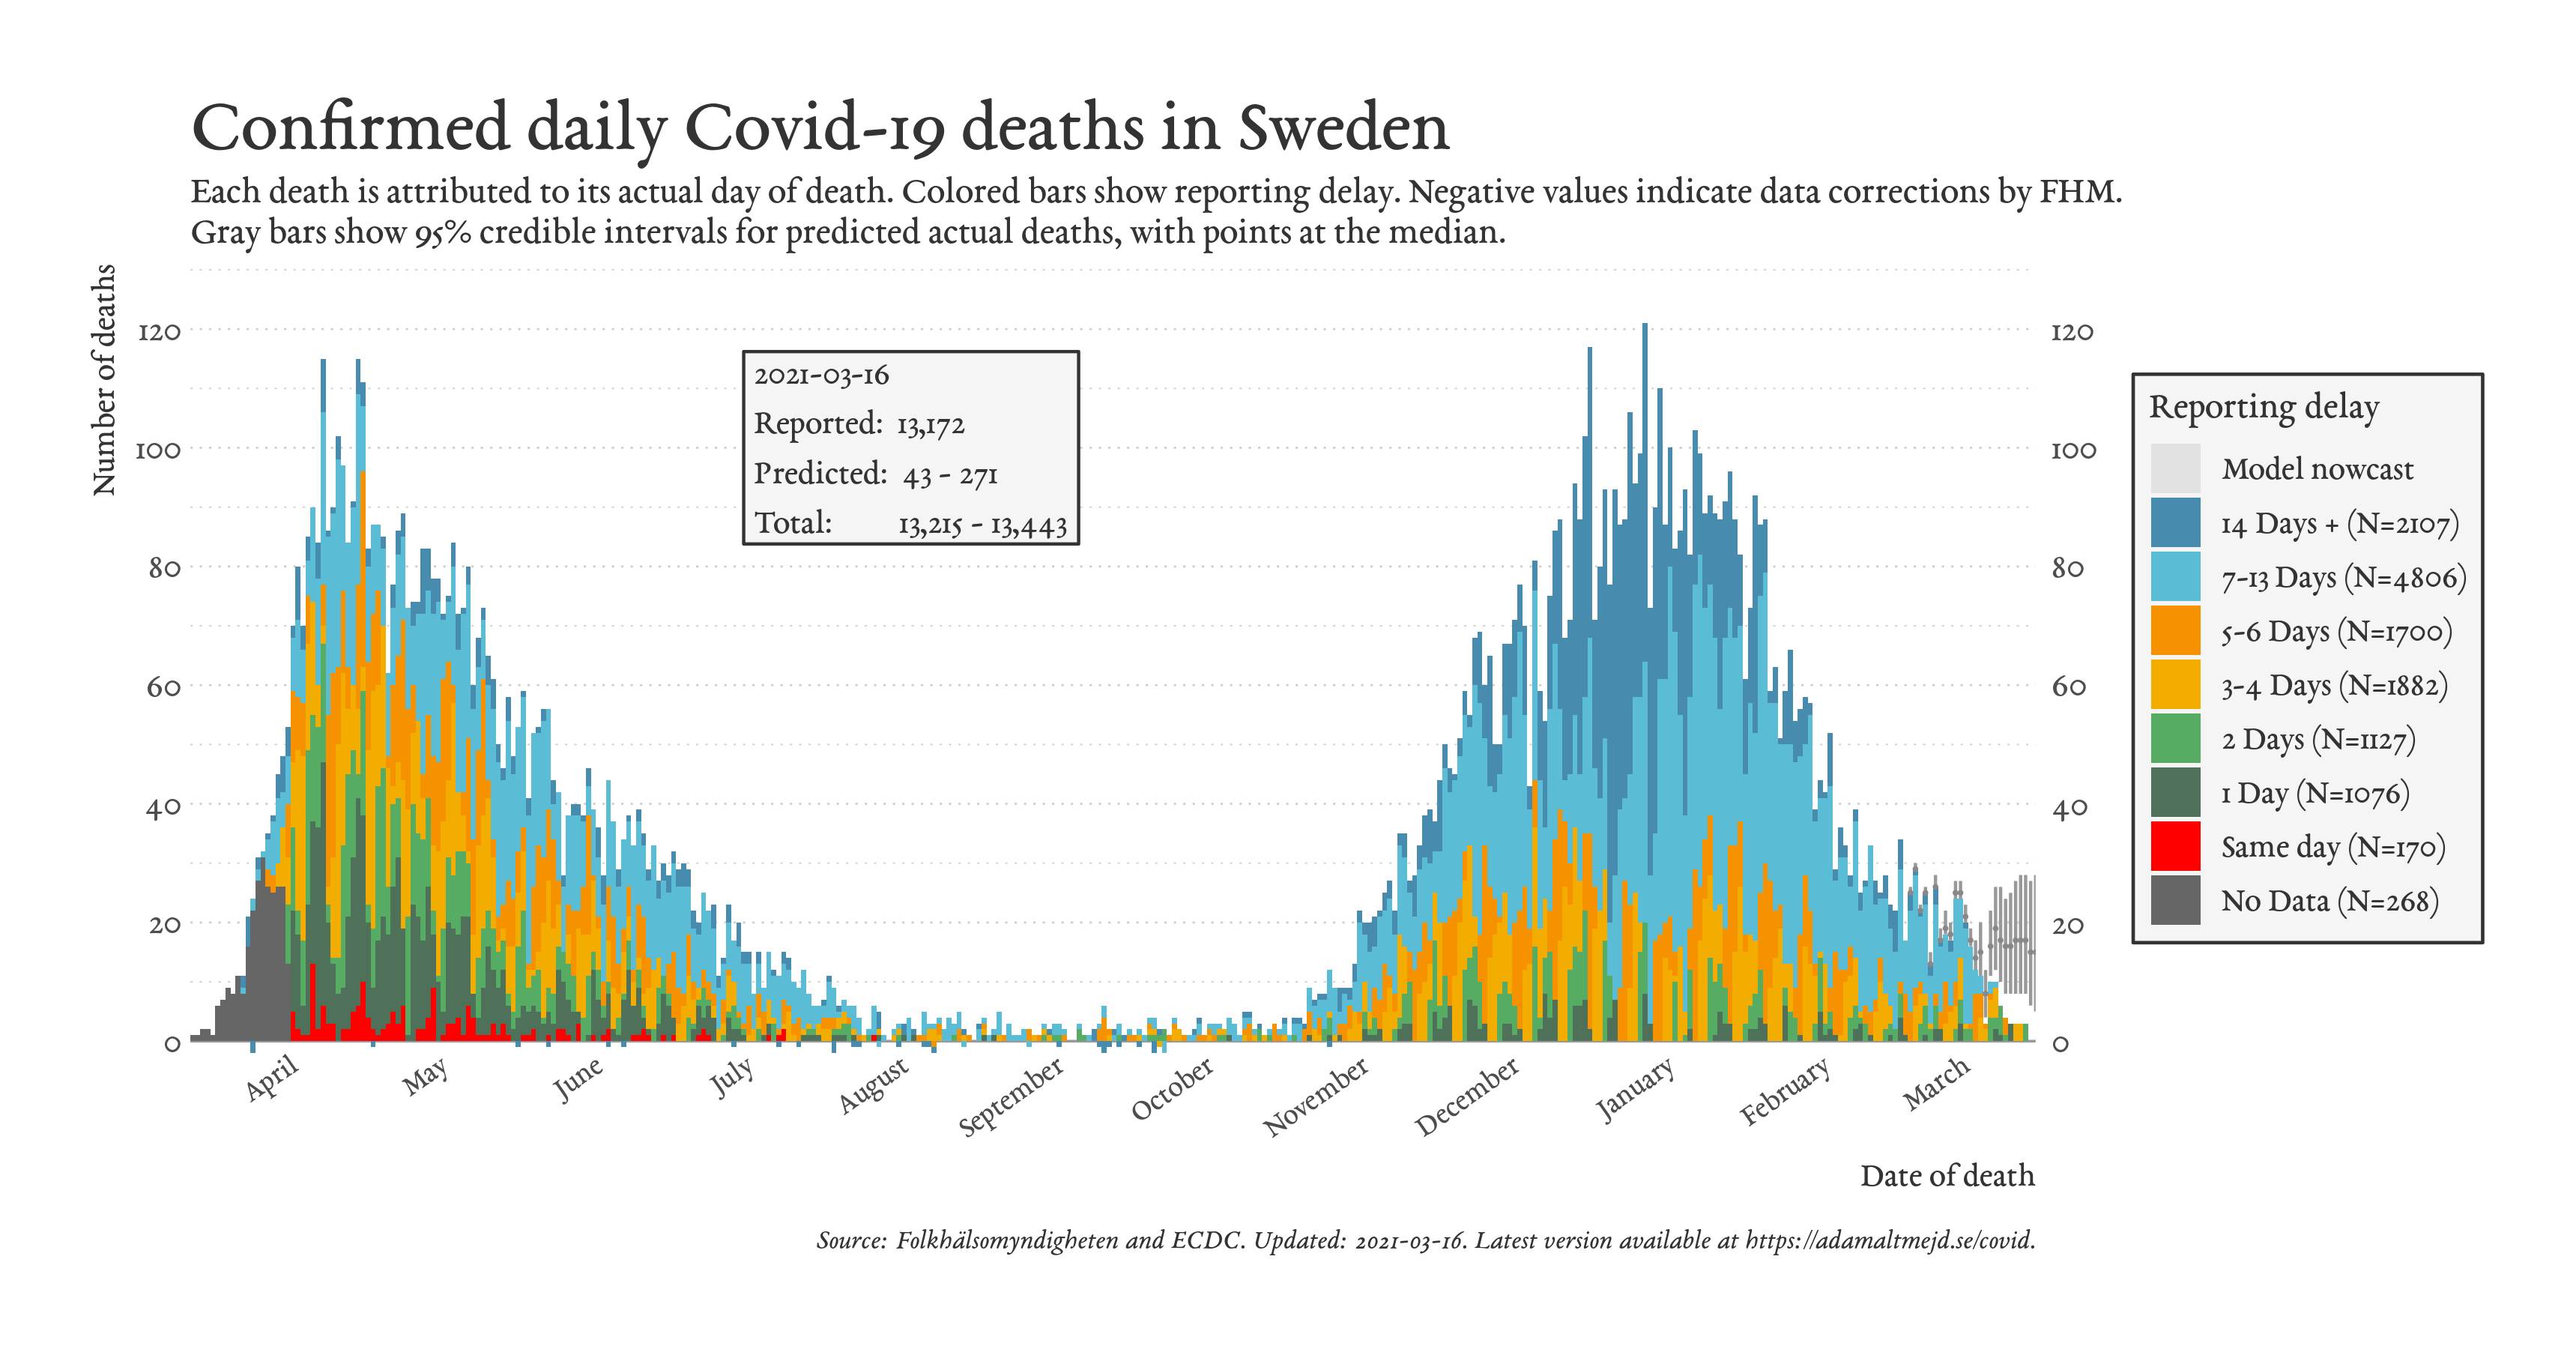 Confirmed daily Covid-19 deaths in Sweden
Each death is attributed to its actual day of death. Colored bars show reporting delay. Negative values indicate data corrections by FHM.
Gray bars show 95% credible intervals for predicted actual deaths, with points at the median.
Number of deaths
120
100
80
60
40
20
0
2021-03-16
Reported: 13,172
Predicted: 43 - 271
Total: 13,215 - 13,443
120
100
80
60
40
20
0
Reporting delay
Model nowcast
14 Days + (N=2107)
7-13 Days (N=4806)
5-6 Days (N=1700)
3-4 Days (N=1882)
2 Days (N=1127)
1 Day (N=1076)
Same day (N=170)
No Data (N=268)
April
May
June
July
August
September
October
November
December
January
February
March
Date of death
Source: Folkhälsomyndigheten and ECDC. Updated: 2021-03-16. Latest version available at https://adamaltmejd.se/covid.